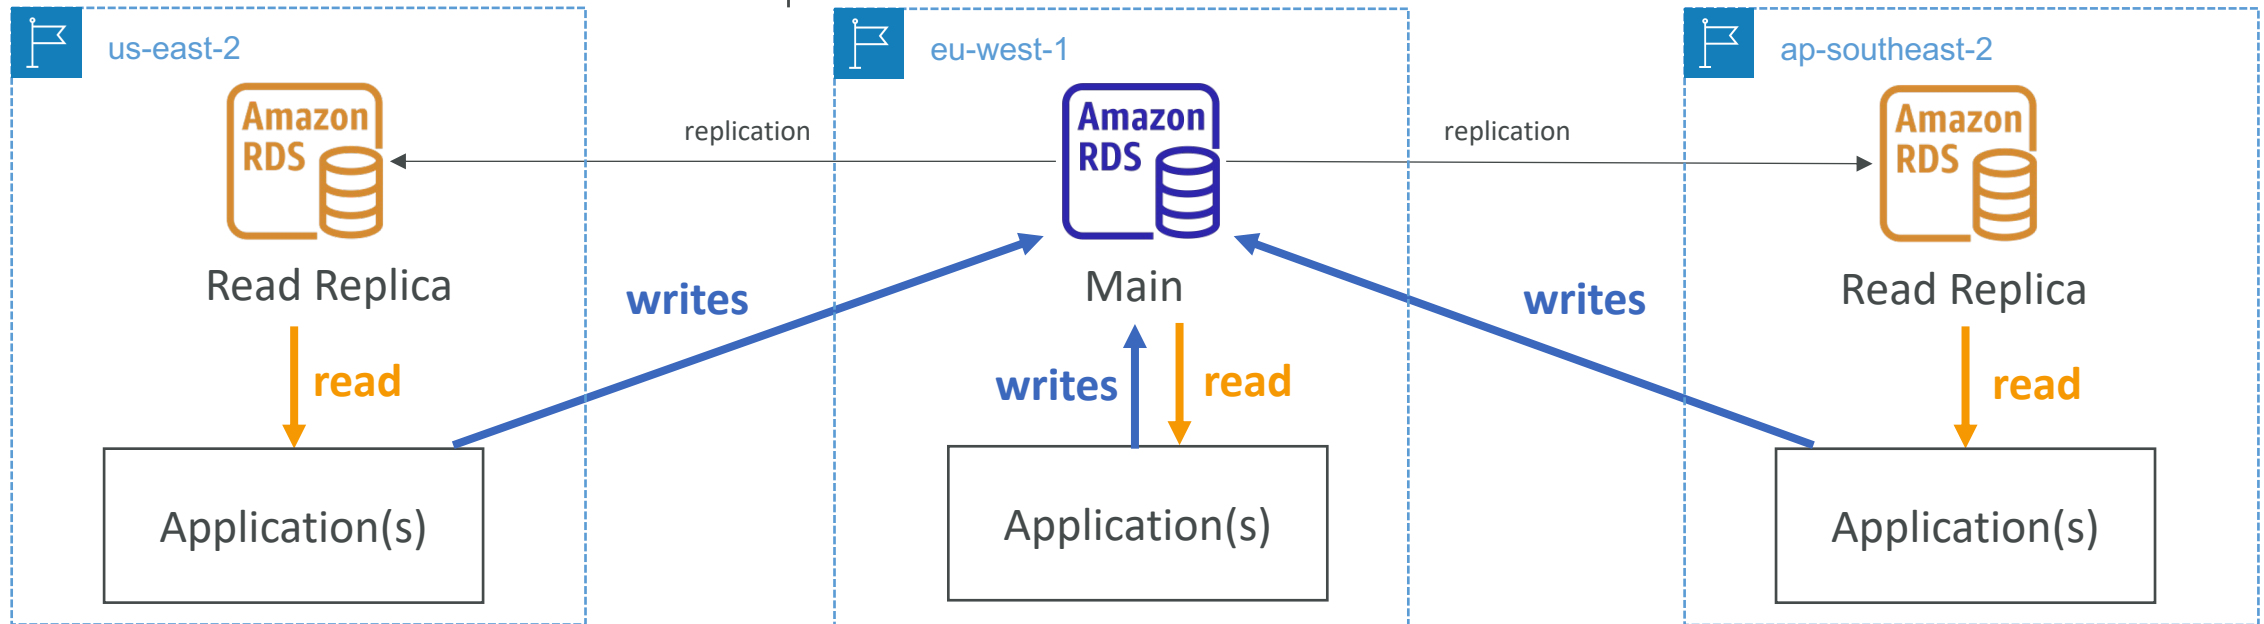 us-east-2
eu-west-1
ap-southeast-2
Amazon
RDS
replication
Amazon
RDS
replication
Amazon
RDS
Read Replica
writes
Main
writes
Read Replica
read
writes
read
read
Application(s)
Application(s)
Application(s)